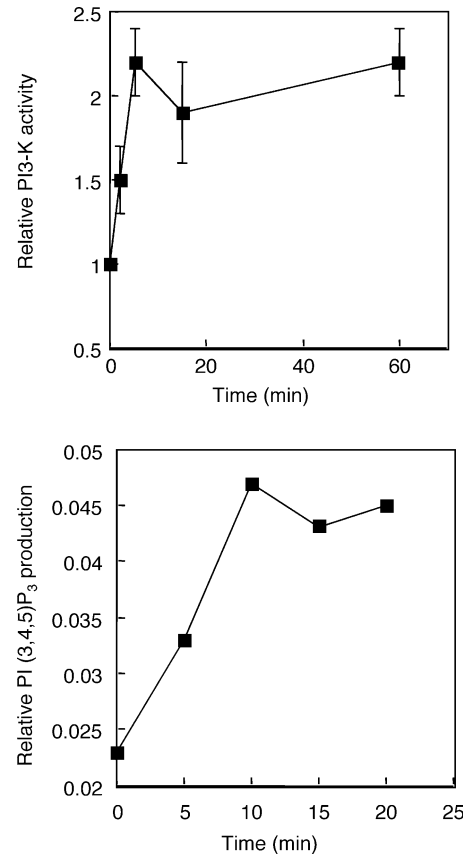 2.5
2
1.5
1
0.5
Relative PI3-K activity
0 20 40 60
Time (min)
0.05
0.045
0.04
0.035
0.03
0.025
0.02
Relative PI (3,4,5)P₃ production
0 5 10 15 20 25
Time (min)